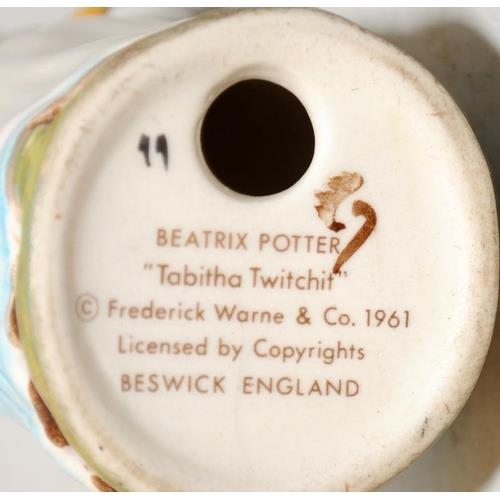 BEATRIX POTTER
"Tabitha Twitchit"
© Frederick Warne & Co. 1961
Licensed by Copyrights
BESWICK ENGLAND